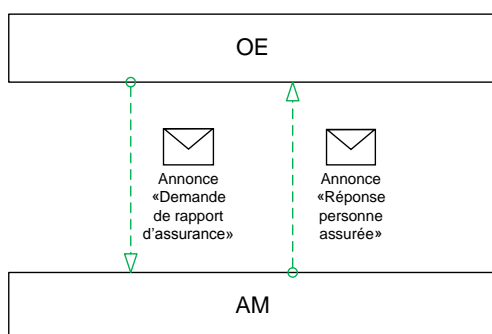 OE
Annonce
«Demande
de rapport
d’assurance»
Annonce
«Réponse
personne
assurée»
AM